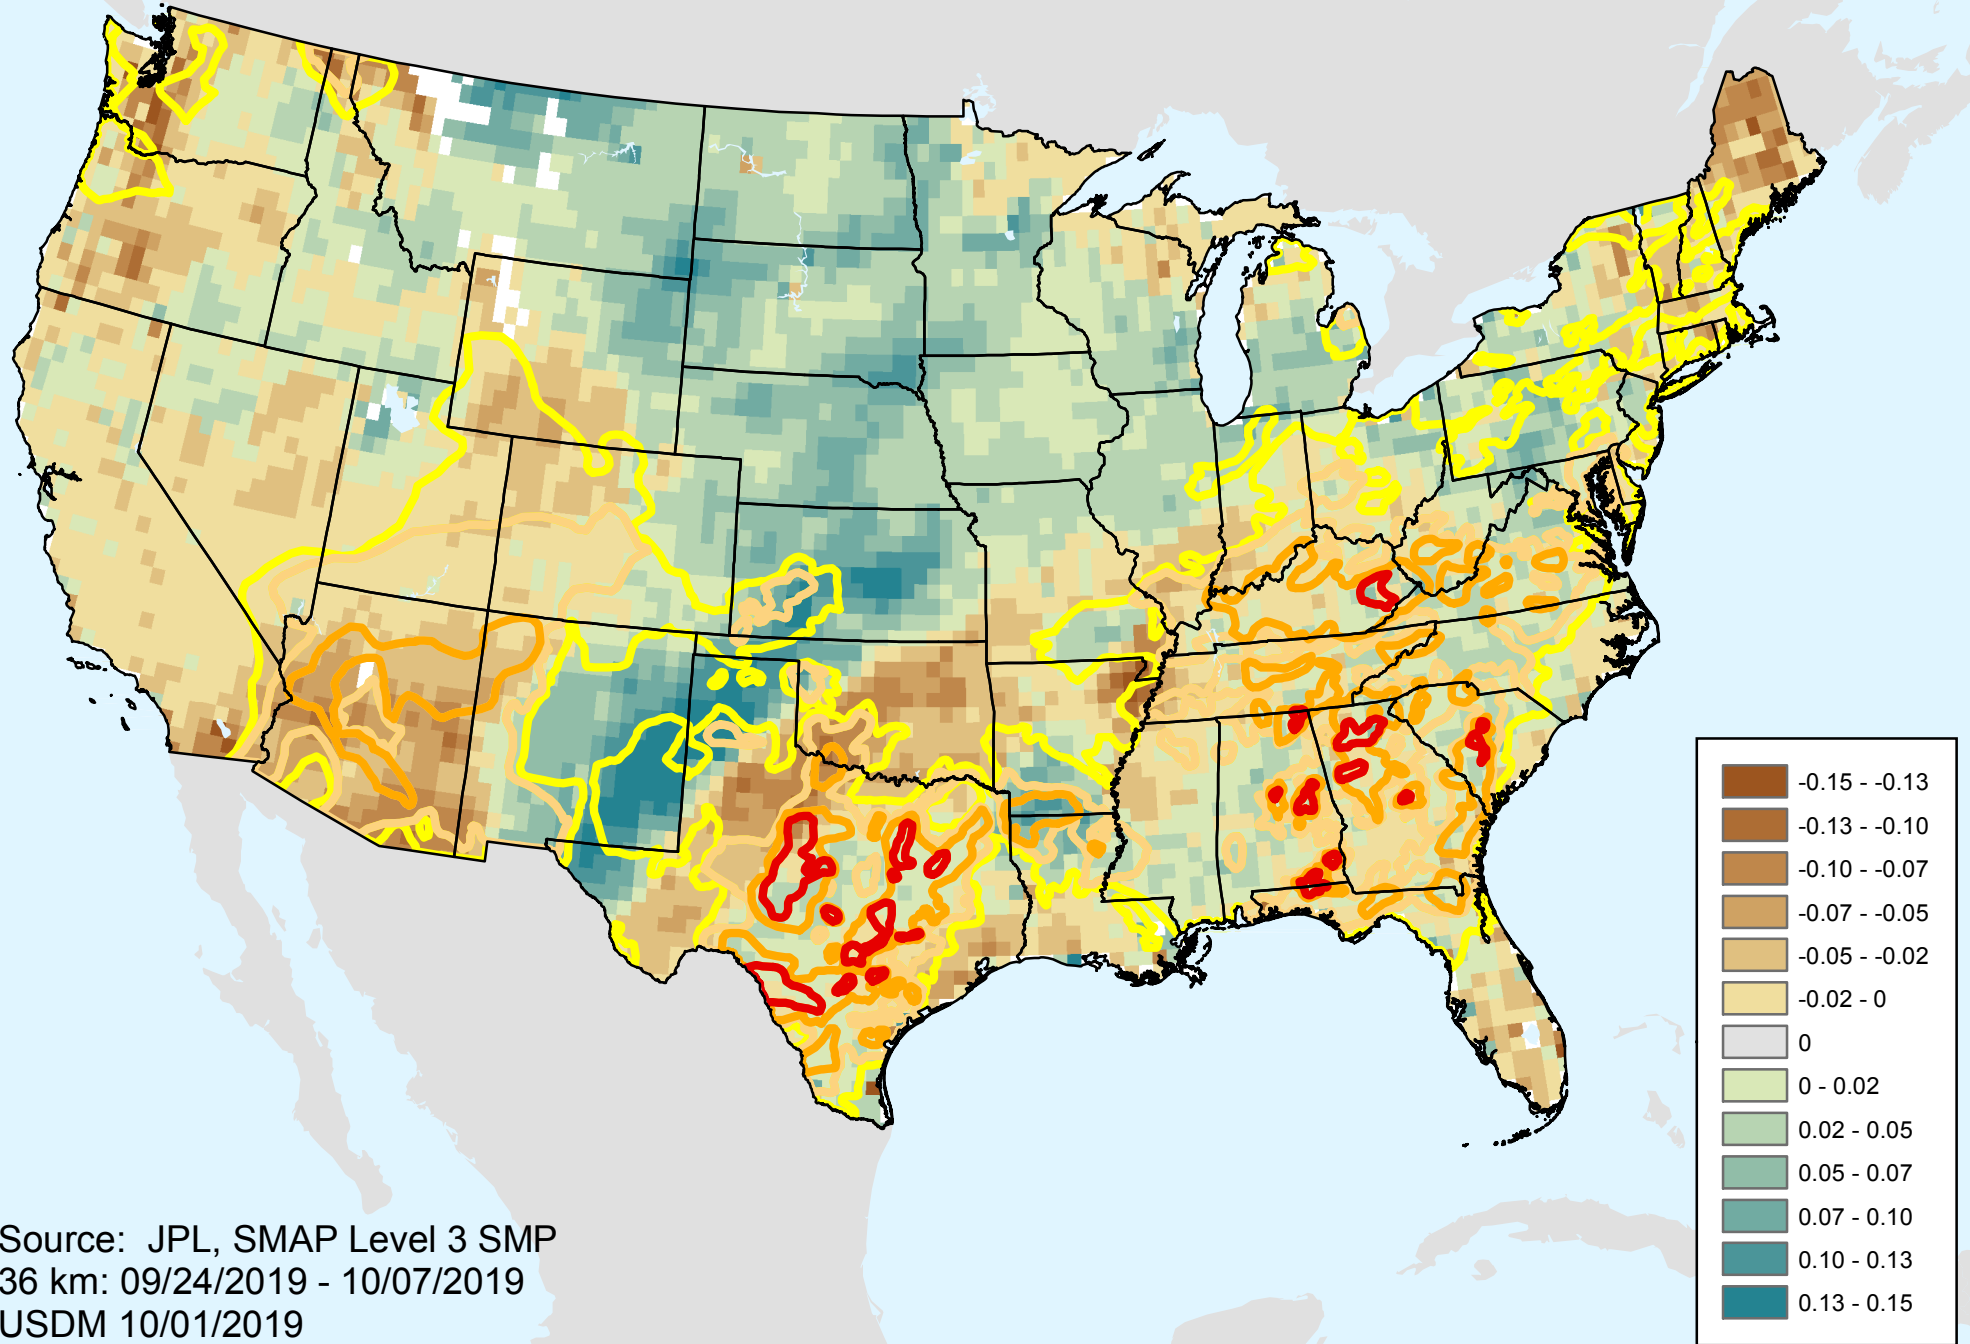 -0.15 - -0.13
-0.13 - -0.10
-0.10 - -0.07
-0.07 - -0.05
-0.05 - -0.02
-0.02 - 0
0
0 - 0.02
0.02 - 0.05
0.05 - 0.07
0.07 - 0.10
0.10 - 0.13
0.13 - 0.15
Source: JPL, SMAP Level 3 SMP
36 km: 09/24/2019 - 10/07/2019
USDM 10/01/2019